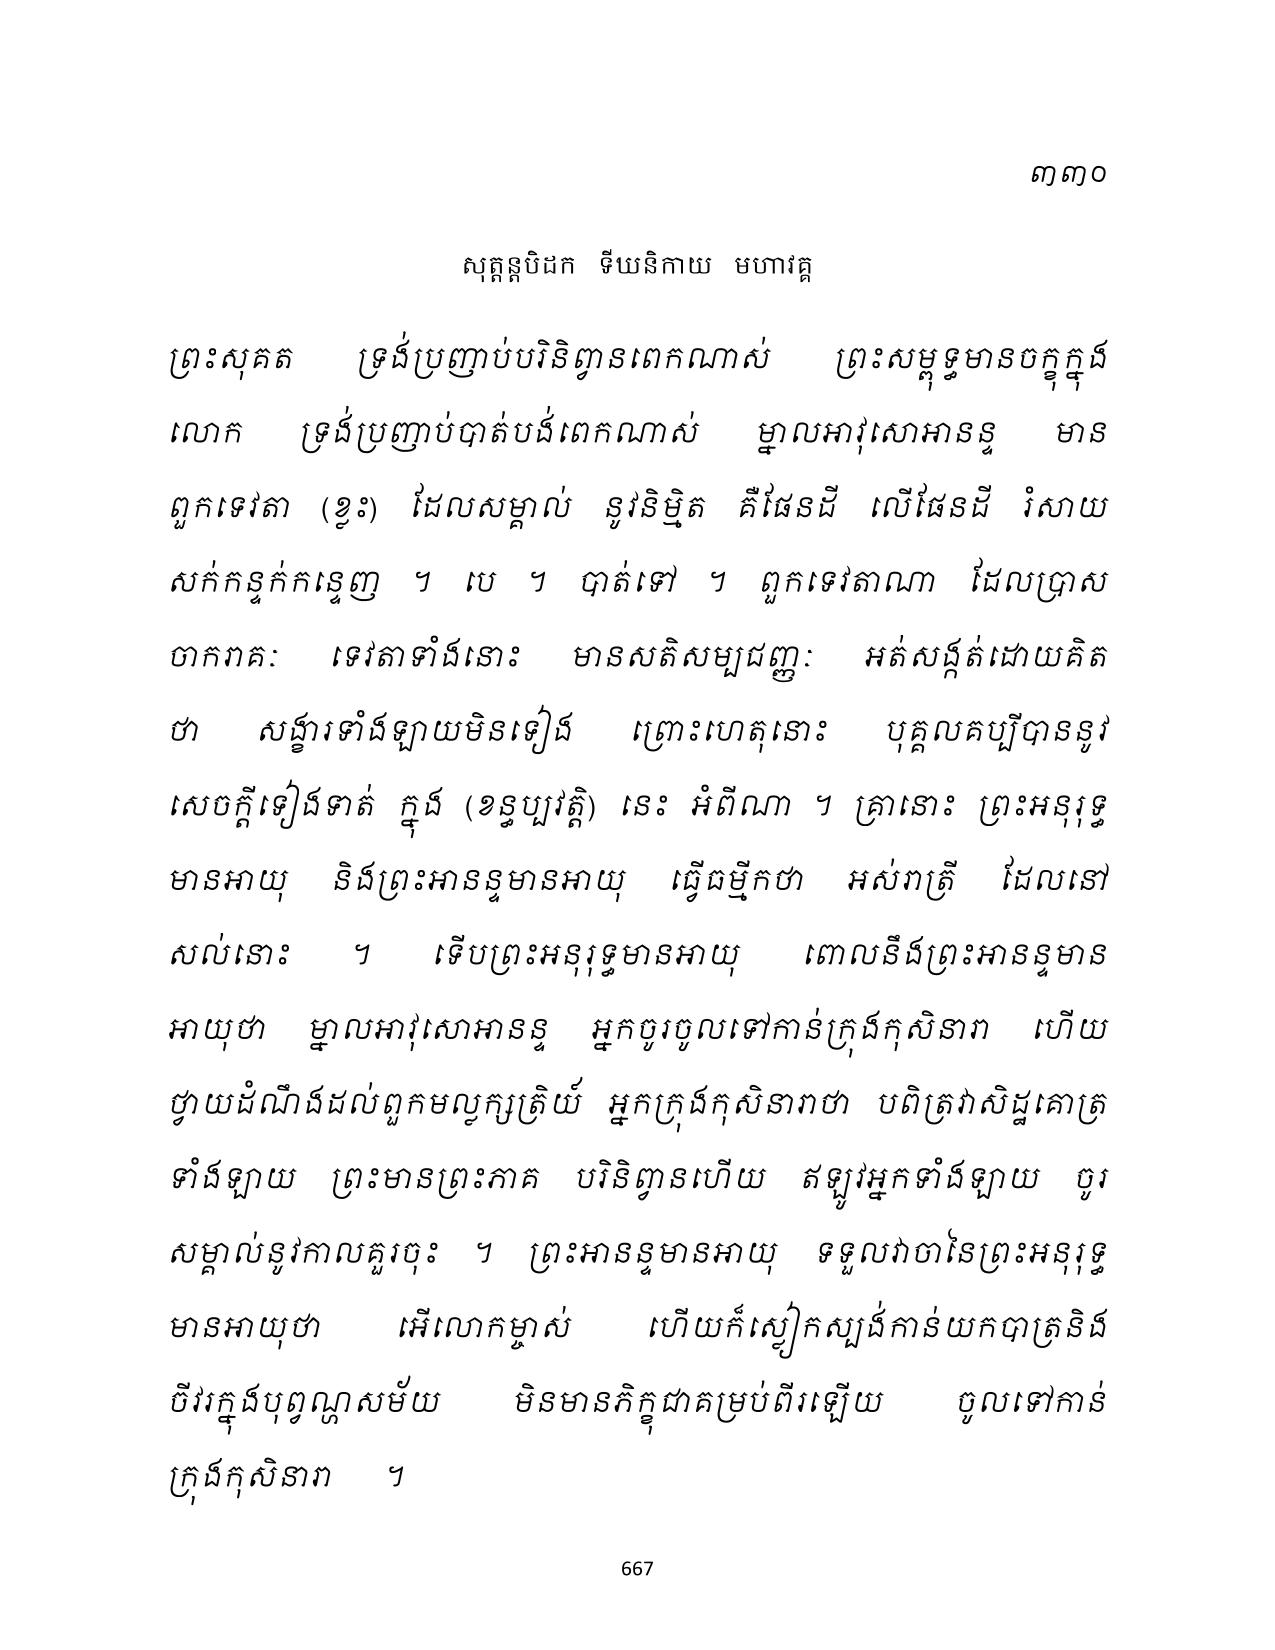 ៣៣០
សុត្តន្តបិដក ទីឃនិកាយ មហាវគ្គ
ព្រះសុគត ទ្រង់ប្រញាប់បរិនិព្វានពេកណាស់ ព្រះសម្ពុទ្ធមានចក្ខុក្នុង
លោក ទ្រង់ប្រញាប់បាត់បង់ពេកណាស់ ម្នាលអាវុសោអានន្ទ មាន
ពួកទេវតា (ខ្លះ) ដែលសម្គាល់ នូវនិម្មិត គឺផែនដី លើផែនដី រំសាយ
សក់កន្ទក់កន្ទេញ ។ បេ ។ បាត់ទៅ ។ ពួកទេវតាណា ដែលប្រាស
ចាករាគៈ ទេវតាទាំងនោះ មានសតិសម្បជញ្ញៈ អត់សង្កត់ដោយគិត
ថា សង្ខារទាំងឡាយមិនទៀង ព្រោះហេតុនោះ បុគ្គលគប្បីបាននូវ
សេចក្តីទៀងទាត់ ក្នុង (ខន្ធប្បវត្តិ) នេះ អំពីណា ។ គ្រានោះ ព្រះអនុរុទ្ធ
មានអាយុ និងព្រះអានន្ទមានអាយុ ធ្វើធម្មីកថា អស់រាត្រី ដែលនៅ
សល់នោះ ។ ទើបព្រះអនុរុទ្ធមានអាយុ ពោលនឹងព្រះអានន្ទមាន
អាយុថា ម្នាលអាវុសោអានន្ទ អ្នកចូរចូលទៅកាន់ក្រុងកុសិនារា ហើយ
ថ្វាយដំណឹងដល់ពួកមល្លក្សត្រិយ៍ អ្នកក្រុងកុសិនារាថា បពិត្រវាសិដ្ឋគោត្រ
ទាំងឡាយ ព្រះមានព្រះភាគ បរិនិព្វានហើយ ឥឡូវអ្នកទាំងឡាយ ចូរ
សម្គាល់នូវកាលគួរចុះ ។ ព្រះអានន្ទមានអាយុ ទទួលវាចានៃព្រះអនុរុទ្ធ
មានអាយុថា អើលោកម្ចាស់ ហើយក៏ស្លៀកស្បង់កាន់យកបាត្រនិង
ចីវរក្នុងបុព្វណ្ហសម័យ មិនមានភិក្ខុជាគម្រប់ពីរឡើយ ចូលទៅកាន់
ក្រុងកុសិនារា ។
667